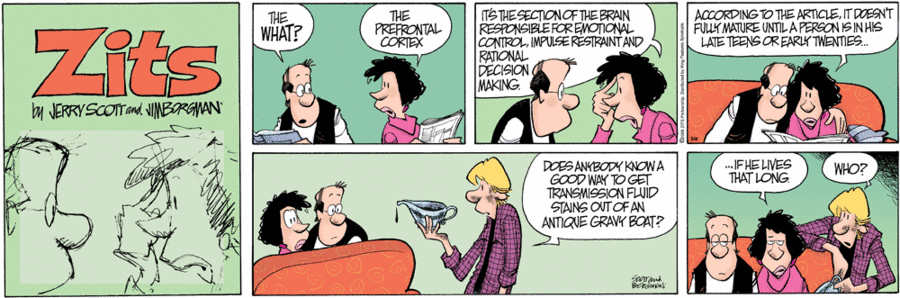 Zits
by JERRY SCOTT and JIM BORGMAN
THE
WHAT?
THE
PREFRONTAL
CORTEX
IT'S THE SECTION OF THE BRAIN
RESPONSIBLE FOR EMOTIONAL
CONTROL, IMPULSE RESTRAINT AND
RATIONAL
DECISION
MAKING.
ACCORDING TO THE ARTICLE, IT DOESN'T
FULLY MATURE UNTIL A PERSON IS IN HIS
LATE TEENS OR EARLY TWENTIES...
DOES ANYBODY KNOW A
GOOD WAY TO GET
TRANSMISSION FLUID
STAINS OUT OF AN
ANTIQUE GRAVY BOAT?
SCOTT and
BORGMAN
...IF HE LIVES
THAT LONG.
WHO?